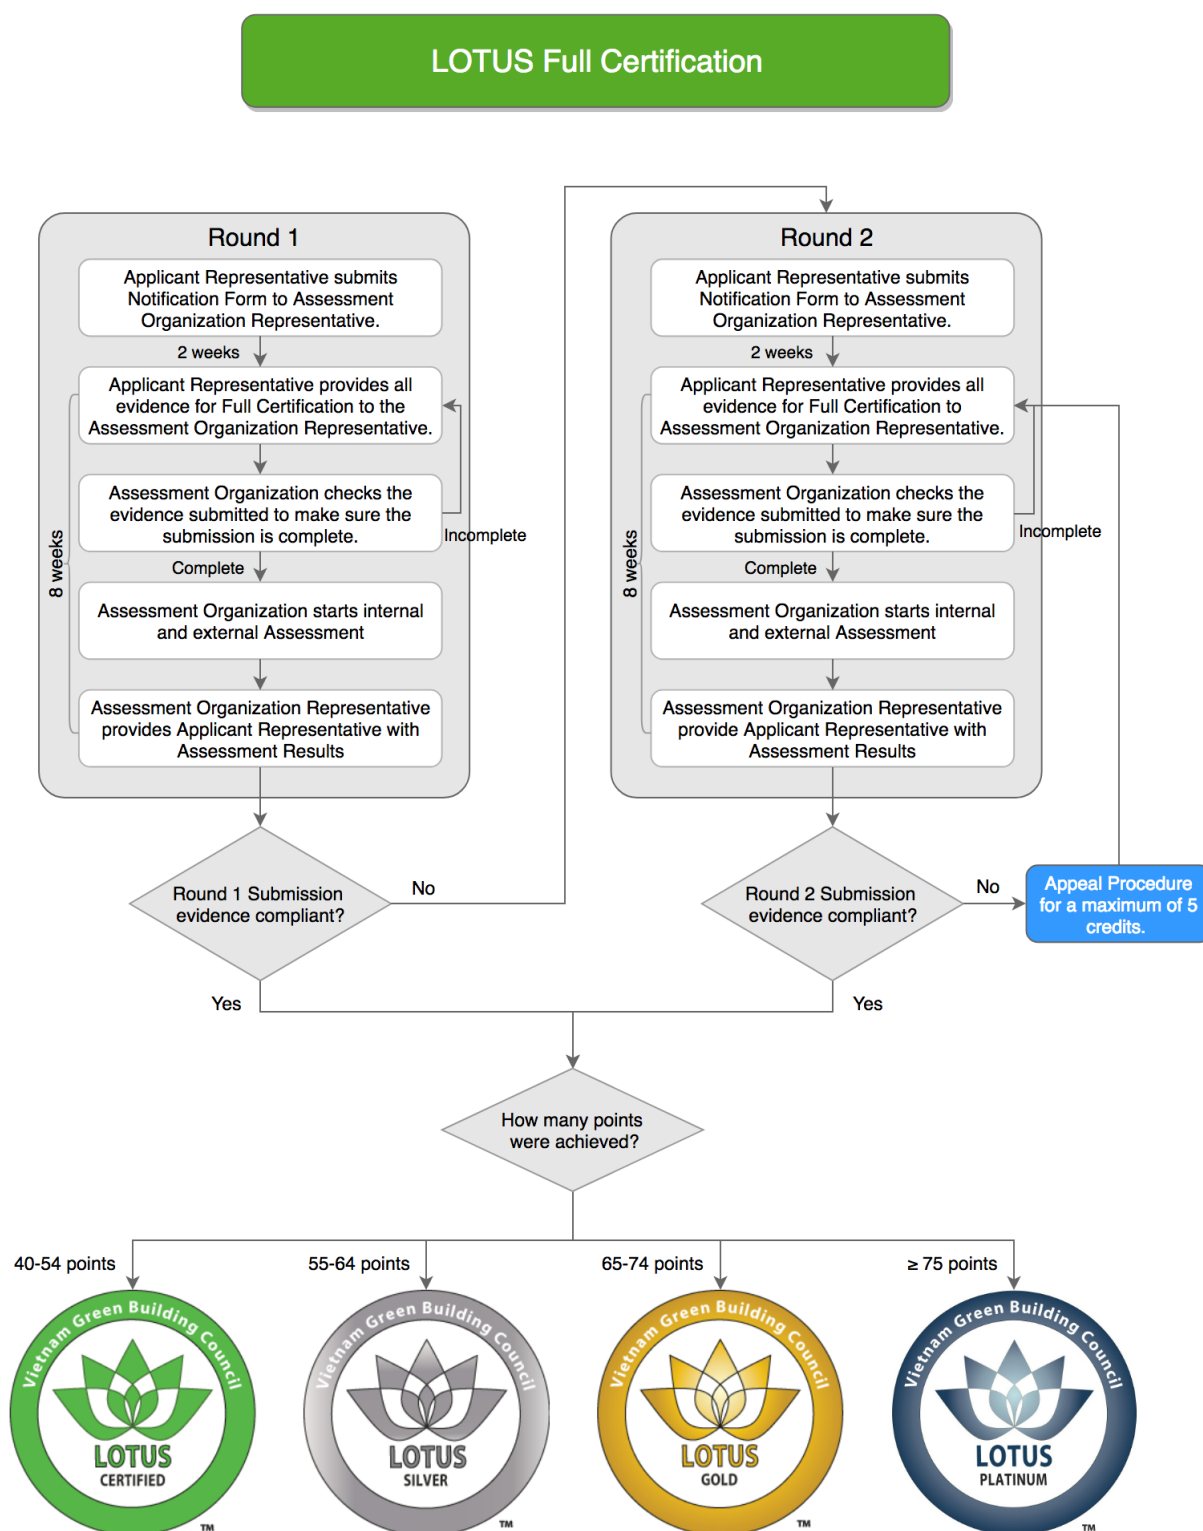 LOTUS Full Certification
Round 1
Applicant Representative submits
Notification Form to Assessment
Organization Representative.
2 weeks
Applicant Representative provides all
evidence for Full Certification to the
Assessment Organization Representative.
Assessment Organization checks the
evidence submitted to make sure the
submission is complete.
Incomplete
8 weeks
Complete
Assessment Organization starts internal
and external Assessment
Assessment Organization Representative
provides Applicant Representative with
Assessment Results
Round 1 Submission
evidence compliant?
No
Yes
Round 2
Applicant Representative submits
Notification Form to Assessment
Organization Representative.
2 weeks
Applicant Representative provides all
evidence for Full Certification to
Assessment Organization Representative.
Assessment Organization checks the
evidence submitted to make sure the
submission is complete.
Incomplete
8 weeks
Complete
Assessment Organization starts internal
and external Assessment
Assessment Organization Representative
provide Applicant Representative with
Assessment Results
Round 2 Submission
evidence compliant?
No
Appeal Procedure
for a maximum of 5
credits.
Yes
How many points
were achieved?
40-54 points
55-64 points
65-74 points
≥ 75 points
Vietnam Green Building Council
LOTUS
CERTIFIED
TM
Vietnam Green Building Council
LOTUS
SILVER
TM
Vietnam Green Building Council
LOTUS
GOLD
TM
Vietnam Green Building Council
LOTUS
PLATINUM
TM